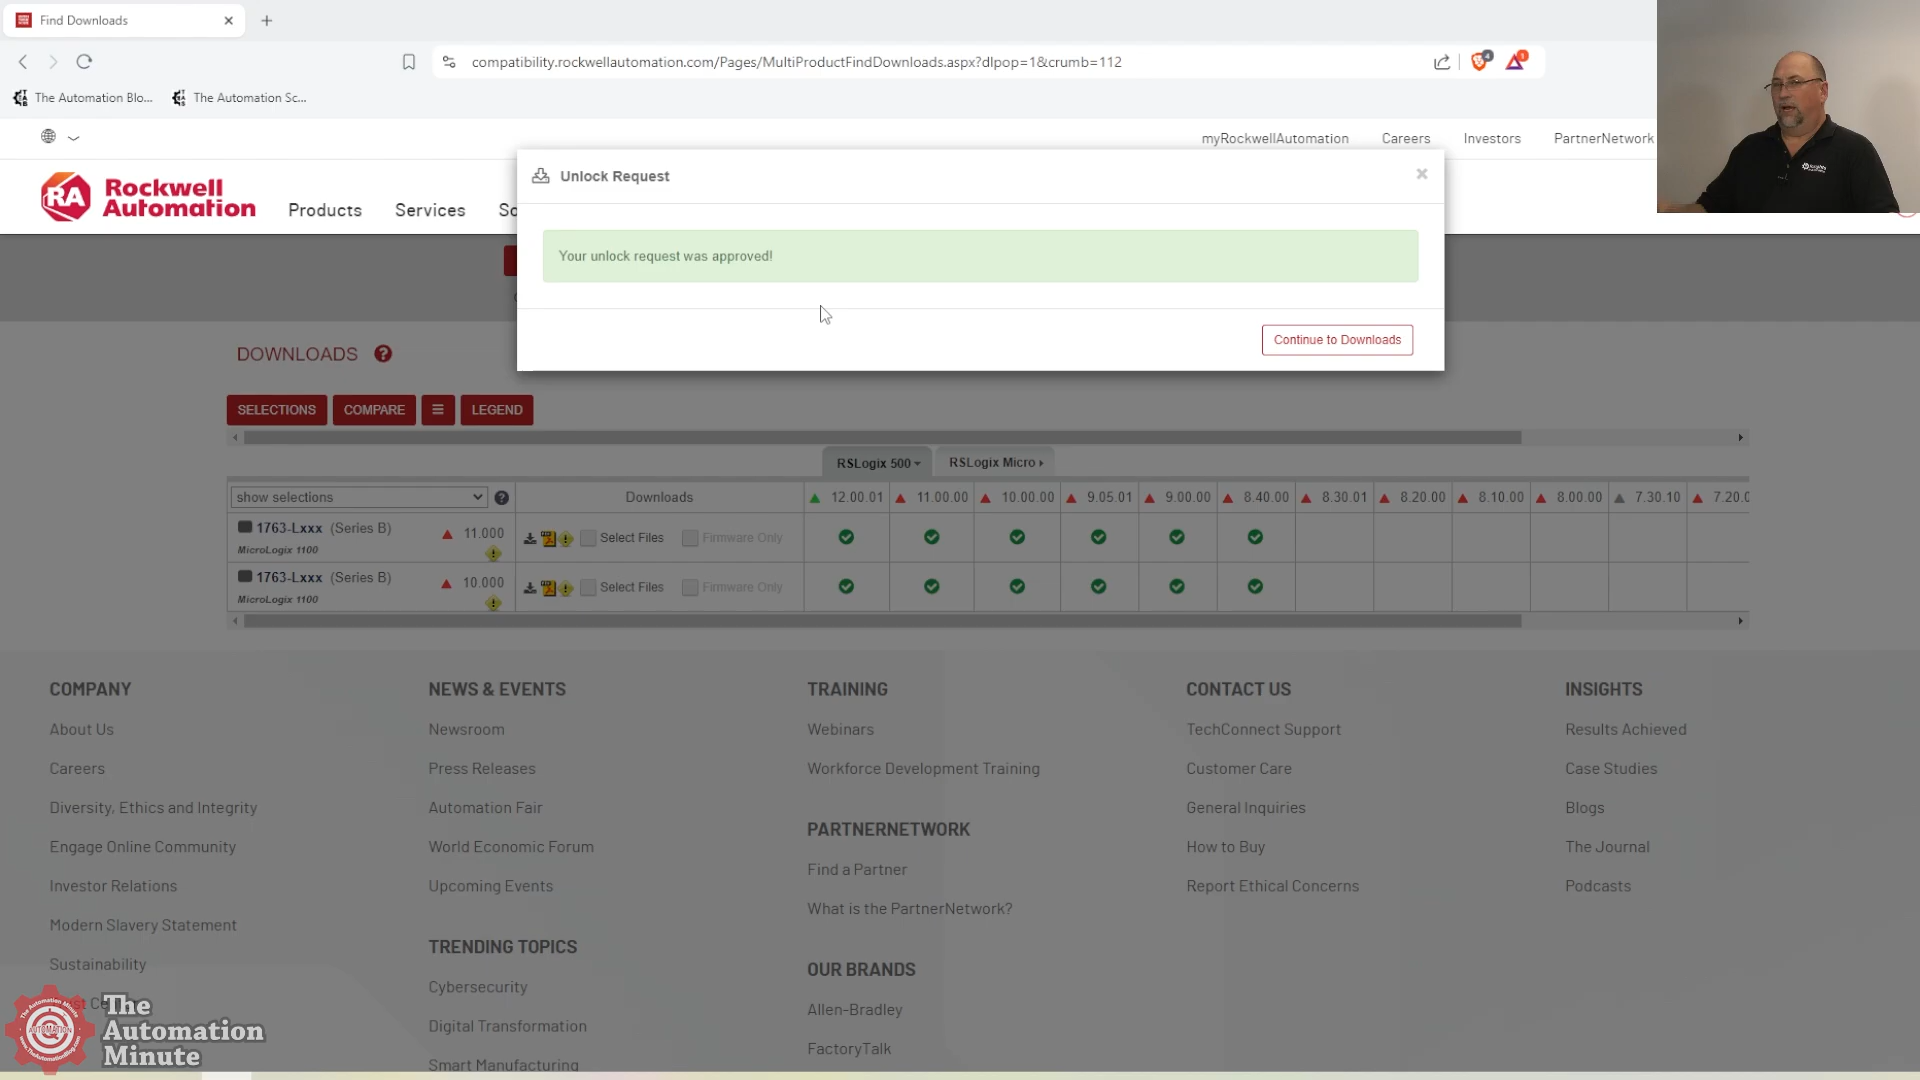 Find Downloads
compatibility.rockwellautomation.com/Pages/MultiProductFindDownloads.aspx?dlpop=1&crumb=112
4
1
The Automation Blo...
The Automation Sc...
myRockwellAutomation
Careers
Investors
PartnerNetwork
RA Rockwell Automation
Products
Services
So
Unlock Request
Your unlock request was approved!
Continue to Downloads
DOWNLOADS
SELECTIONS
COMPARE
LEGEND
RSLogix 500
RSLogix Micro
show selections
Downloads
12.00.01
11.00.00
10.00.00
9.05.01
9.00.00
8.40.00
8.30.01
8.20.00
8.10.00
8.00.00
7.30.10
7.20.0
1763-Lxxx (Series B)
11.000
MicroLogix 1100
Select Files
Firmware Only
1763-Lxxx (Series B)
10.000
MicroLogix 1100
Select Files
Firmware Only
COMPANY
About Us
Careers
Diversity, Ethics and Integrity
Engage Online Community
Investor Relations
Modern Slavery Statement
Sustainability
NEWS & EVENTS
Newsroom
Press Releases
Automation Fair
World Economic Forum
Upcoming Events
TRENDING TOPICS
Cybersecurity
Digital Transformation
Smart Manufacturing
TRAINING
Webinars
Workforce Development Training
PARTNERNETWORK
Find a Partner
What is the PartnerNetwork?
OUR BRANDS
Allen-Bradley
FactoryTalk
CONTACT US
TechConnect Support
Customer Care
General Inquiries
How to Buy
Report Ethical Concerns
INSIGHTS
Results Achieved
Case Studies
Blogs
The Journal
Podcasts
The
Automation
Minute